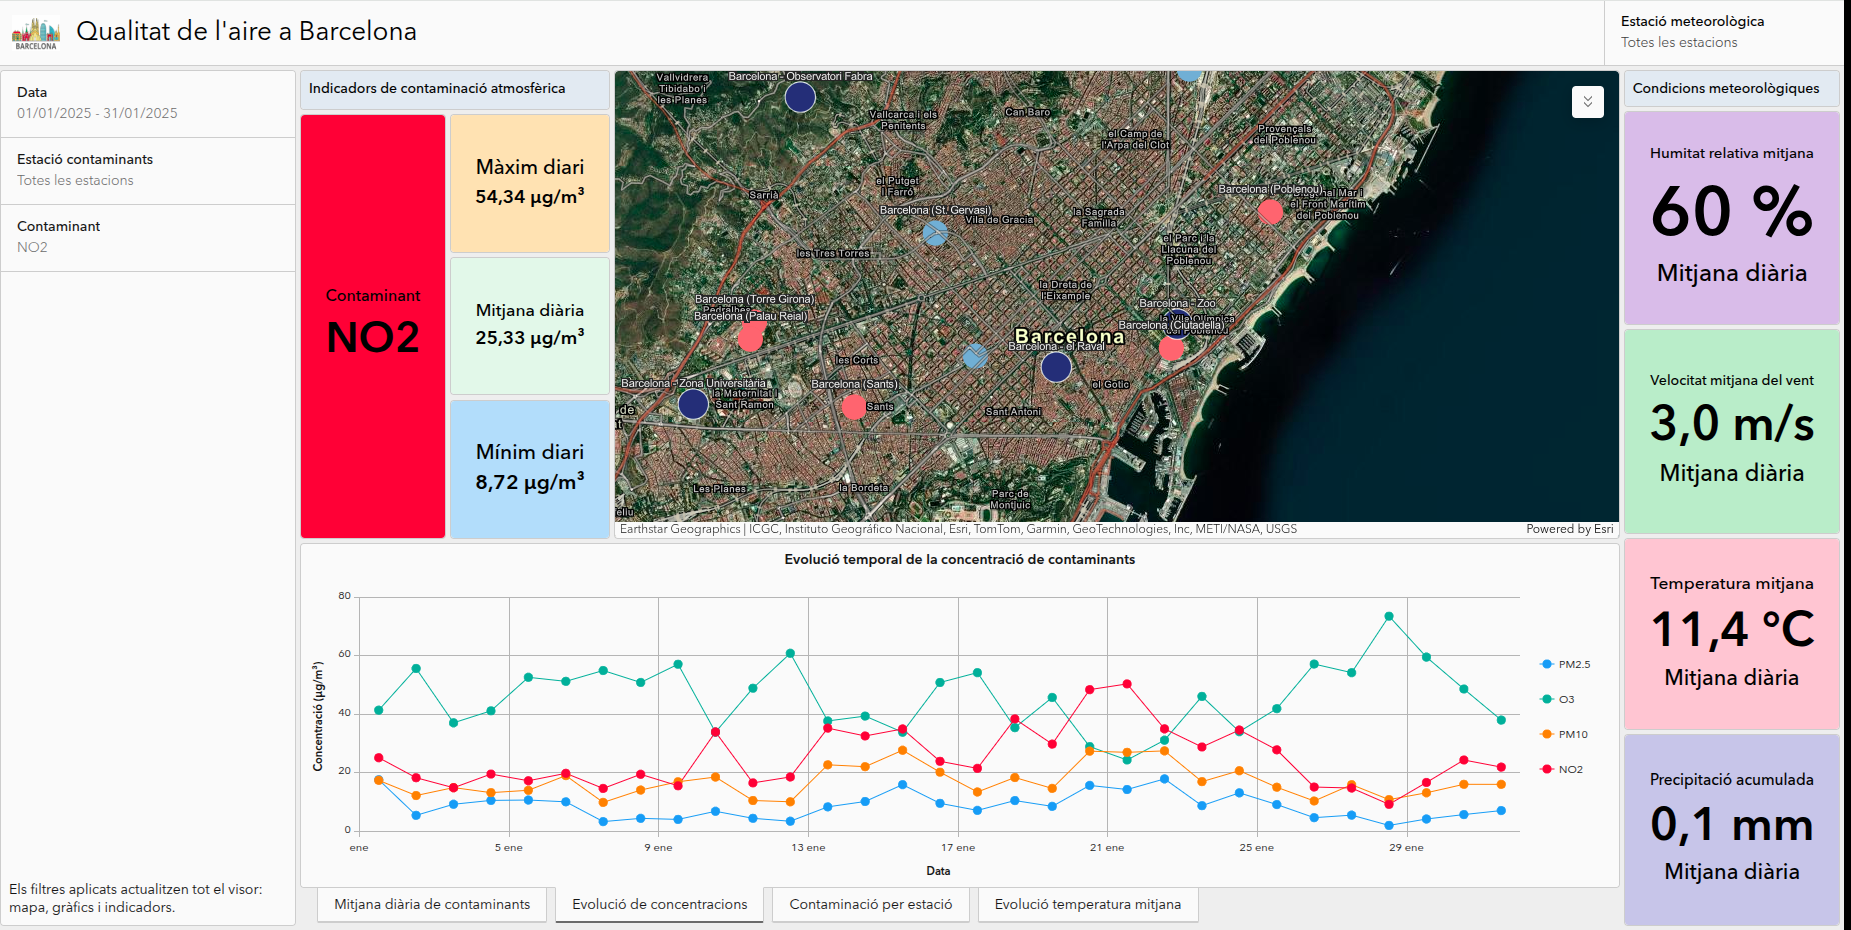 BARCELONA
Qualitat de l'aire a Barcelona
Estació meteorològica
Totes les estacions
Data
01/01/2025 - 31/01/2025
Estació contaminants
Totes les estacions
Contaminant
NO2
Els filtres aplicats actualitzen tot el visor:
mapa, gràfics i indicadors.
Indicadors de contaminació atmosfèrica
Contaminant
NO2
Màxim diari
54,34 µg/m³
Mitjana diària
25,33 µg/m³
Mínim diari
8,72 µg/m³
Vallvidrera
Tibidabo i
les Planes
Barcelona - Observatori Fabra
Vallcarca i els
Penitents
Can Baró
el Camp de
l'Arpa del Clot
Provençals
del Poblenou
Sarrià
el Putget
i Farró
Barcelona (St. Gervasi)
Vila de Gracia
la Sagrada
Família
Barcelona (Poblenou)
el Front Marítim
del Poblenou
les Tres Torres
el Parc i la
Llacuna del
Poblenou
la Dreta de
l'Eixample
Barcelona (Torre Girona)
Pedralbes
Barcelona (Palau Reial)
Barcelona - Zoo
la Vila Olímpica
del Poblenou
Barcelona (Ciutadella)
Barcelona
Barcelona - el Raval
les Corts
Barcelona - Zona Universitària
la Maternitat i
Sant Ramon
Barcelona (Sants)
Sants
el Gotic
Sant Antoni
Les Planes
la Bordeta
Parc de
Montjuic
Earthstar Geographics | ICGC, Instituto Geográfico Nacional, Esri, TomTom, Garmin, GeoTechnologies, Inc, METI/NASA, USGS
Powered by Esri
Evolució temporal de la concentració de contaminants
Concentració (µg/m³)
80
60
40
20
0
ene
5 ene
9 ene
13 ene
17 ene
21 ene
25 ene
29 ene
Data
PM2.5
O3
PM10
NO2
Mitjana diària de contaminants
Evolució de concentracions
Contaminació per estació
Evolució temperatura mitjana
Condicions meteorològiques
Humitat relativa mitjana
60 %
Mitjana diària
Velocitat mitjana del vent
3,0 m/s
Mitjana diària
Temperatura mitjana
11,4 °C
Mitjana diària
Precipitació acumulada
0,1 mm
Mitjana diària